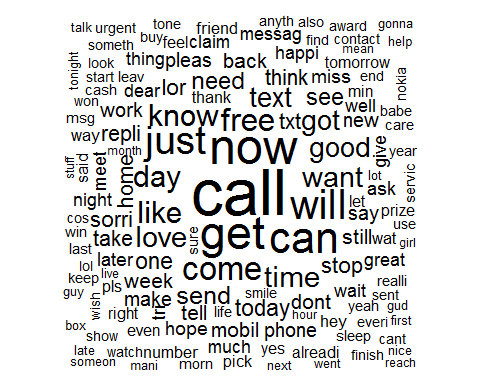 talk urgent tone friend anyth also award gonna
someth buy feel claim messag find contact help
tonight look thing pleas back happi mean tomorrow
start leav dear lor need think miss end nokia
cash thank text see min
won work know free txt got well babe
msg new care
way repli just now good give year
stuff said meet month
home day call want lot ask servic
night will let
cos sorri like say prize
win take love sure get can still wat use
last girl
lol later one come time stop great
keep live week realli
guy pls make send smile wait sent
wish right try tell life today dont yeah gud
box hour hey everi first
show even hope mobil phone sleep cant
late watch number much yes alreadi finish nice
someon mani morn pick next went reach